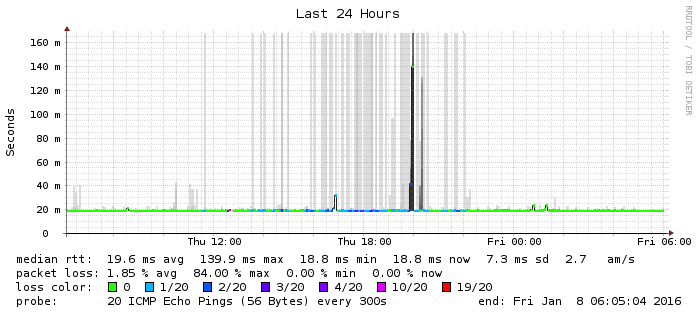 Last 24 Hours
RRDTOOL / TOBI OETIKER
Seconds
160 m
140 m
120 m
100 m
80 m
60 m
40 m
20 m
0
Thu 12:00 Thu 18:00 Fri 00:00 Fri 06:00
median rtt: 19.6 ms avg 139.9 ms max 18.8 ms min 18.8 ms now 7.3 ms sd 2.7 am/s
packet loss: 1.85 % avg 84.00 % max 0.00 % min 0.00 % now
loss color: 0 1/20 2/20 3/20 4/20 10/20 19/20
probe: 20 ICMP Echo Pings (56 Bytes) every 300s end: Fri Jan 8 06:05:04 2016